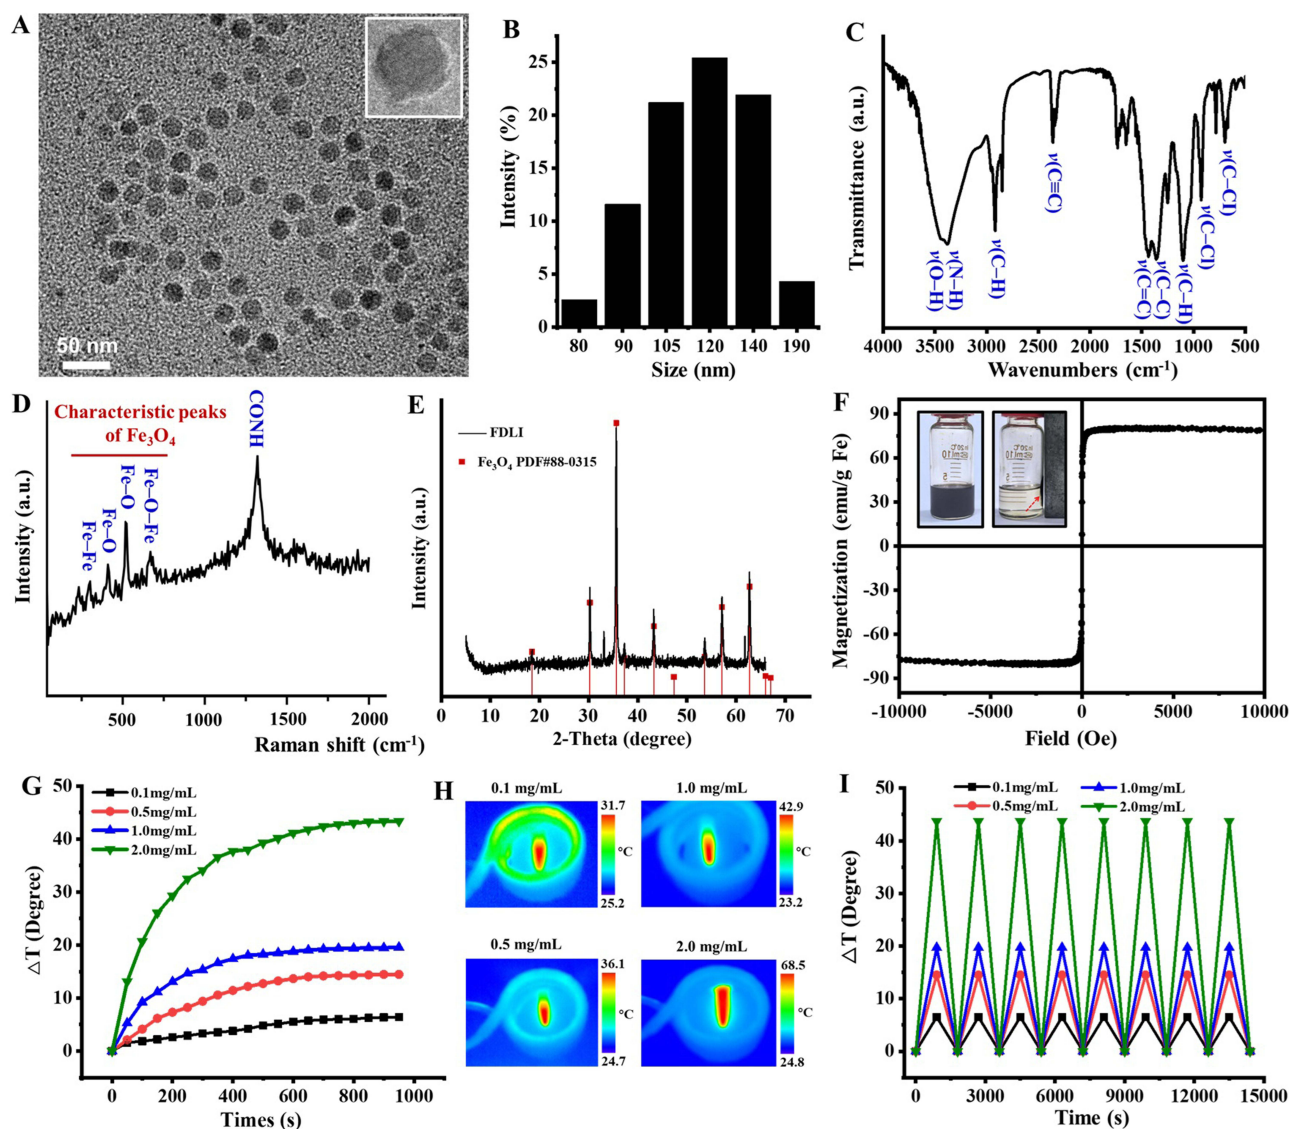 A
50 nm
B
Intensity (%)
25
20
15
10
5
0
80 90 105 120 140 190
Size (nm)
C
Transmittance (a.u.)
ν(O–H)
ν(N–H)
ν(C–H)
ν(C≡C)
ν(C=C)
ν(C–C)
ν(C–H)
ν(C–Cl)
ν(C–Cl)
4000 3500 3000 2500 2000 1500 1000 500
Wavenumbers (cm⁻¹)
D
Characteristic peaks
of Fe₃O₄
Fe–Fe
Fe–O
Fe–O
Fe–O–Fe
CONH
Intensity (a.u.)
500 1000 1500 2000
Raman shift (cm⁻¹)
E
FDLI
Fe₃O₄ PDF#88-0315
Intensity (a.u.)
0 10 20 30 40 50 60 70
2-Theta (degree)
F
Magnetization (emu/g Fe)
90
60
30
0
-30
-60
-90
-10000 -5000 0 5000 10000
Field (Oe)
G
0.1mg/mL
0.5mg/mL
1.0mg/mL
2.0mg/mL
△T (Degree)
50
40
30
20
10
0
0 200 400 600 800 1000
Times (s)
H
0.1 mg/mL
31.7
°C
25.2
1.0 mg/mL
42.9
°C
23.2
0.5 mg/mL
36.1
°C
24.7
2.0 mg/mL
68.5
°C
24.8
I
0.1mg/mL 1.0mg/mL
0.5mg/mL 2.0mg/mL
△T (Degree)
50
40
30
20
10
0
0 3000 6000 9000 12000 15000
Time (s)